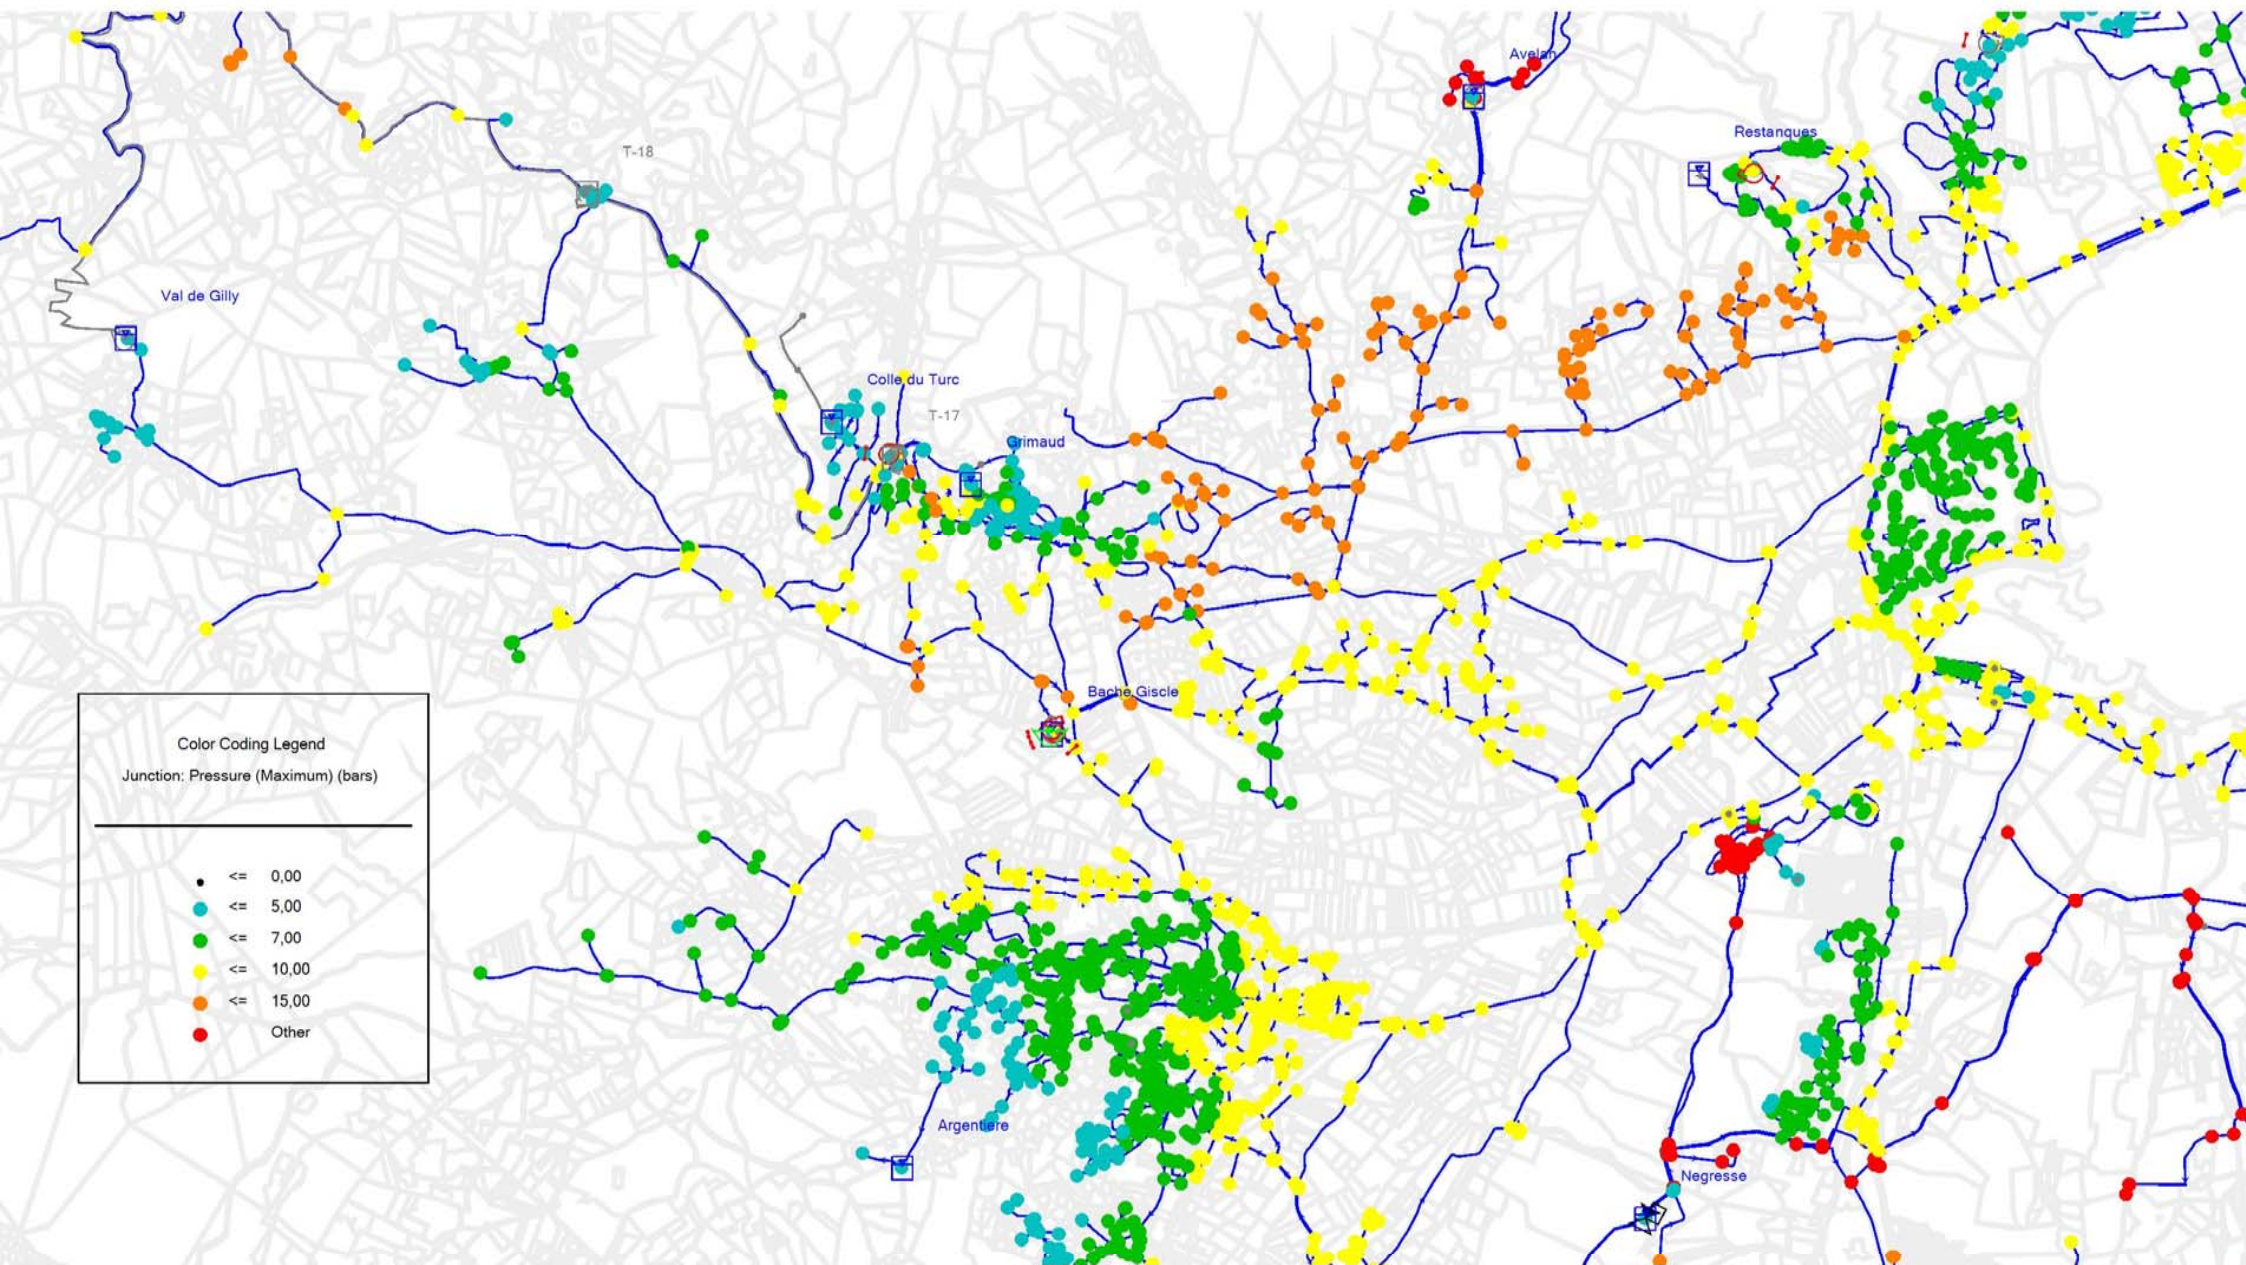 Avelan
Restanques
T-18
Val de Gilly
Colle du Turc
T-17
Grimaud
Bache Giscle
Color Coding Legend
Junction: Pressure (Maximum) (bars)
<= 0,00
<= 5,00
<= 7,00
<= 10,00
<= 15,00
Other
Argentiere
Negresse